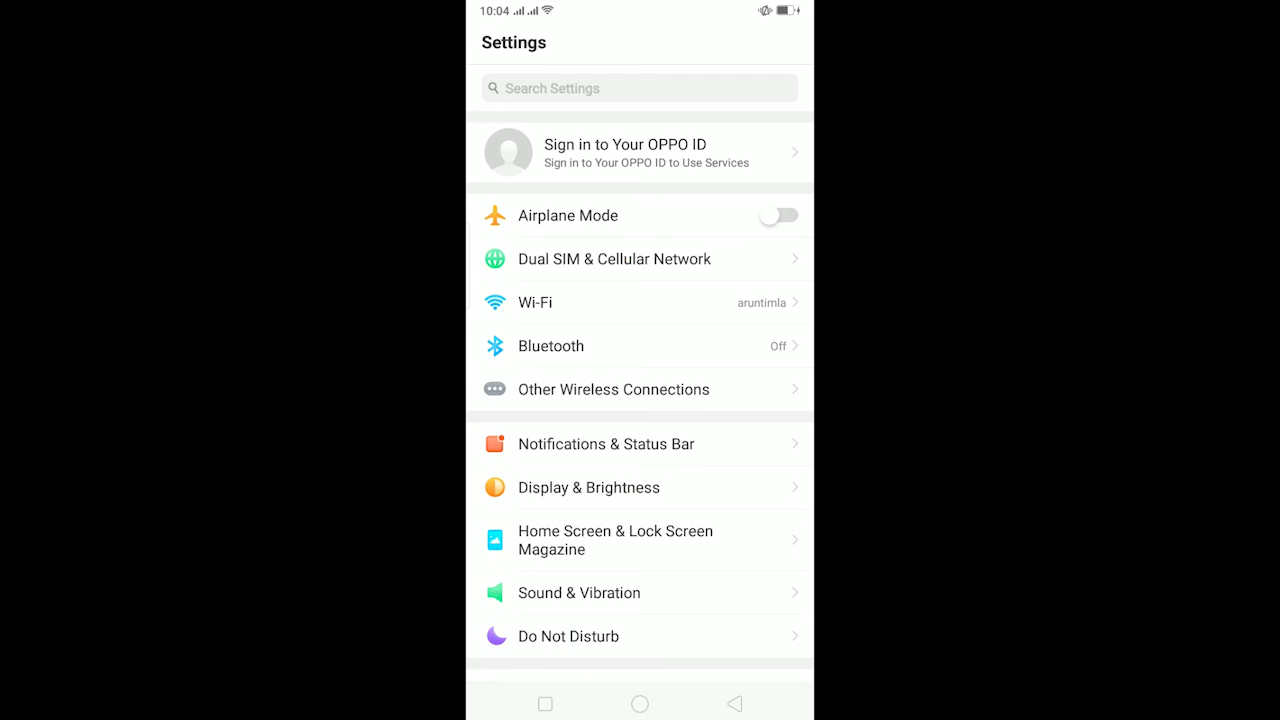 10:04
Settings
Search Settings
Sign in to Your OPPO ID
Sign in to Your OPPO ID to Use Services
Airplane Mode
Dual SIM & Cellular Network
Wi-Fi aruntimla
Bluetooth Off
Other Wireless Connections
Notifications & Status Bar
Display & Brightness
Home Screen & Lock Screen
Magazine
Sound & Vibration
Do Not Disturb